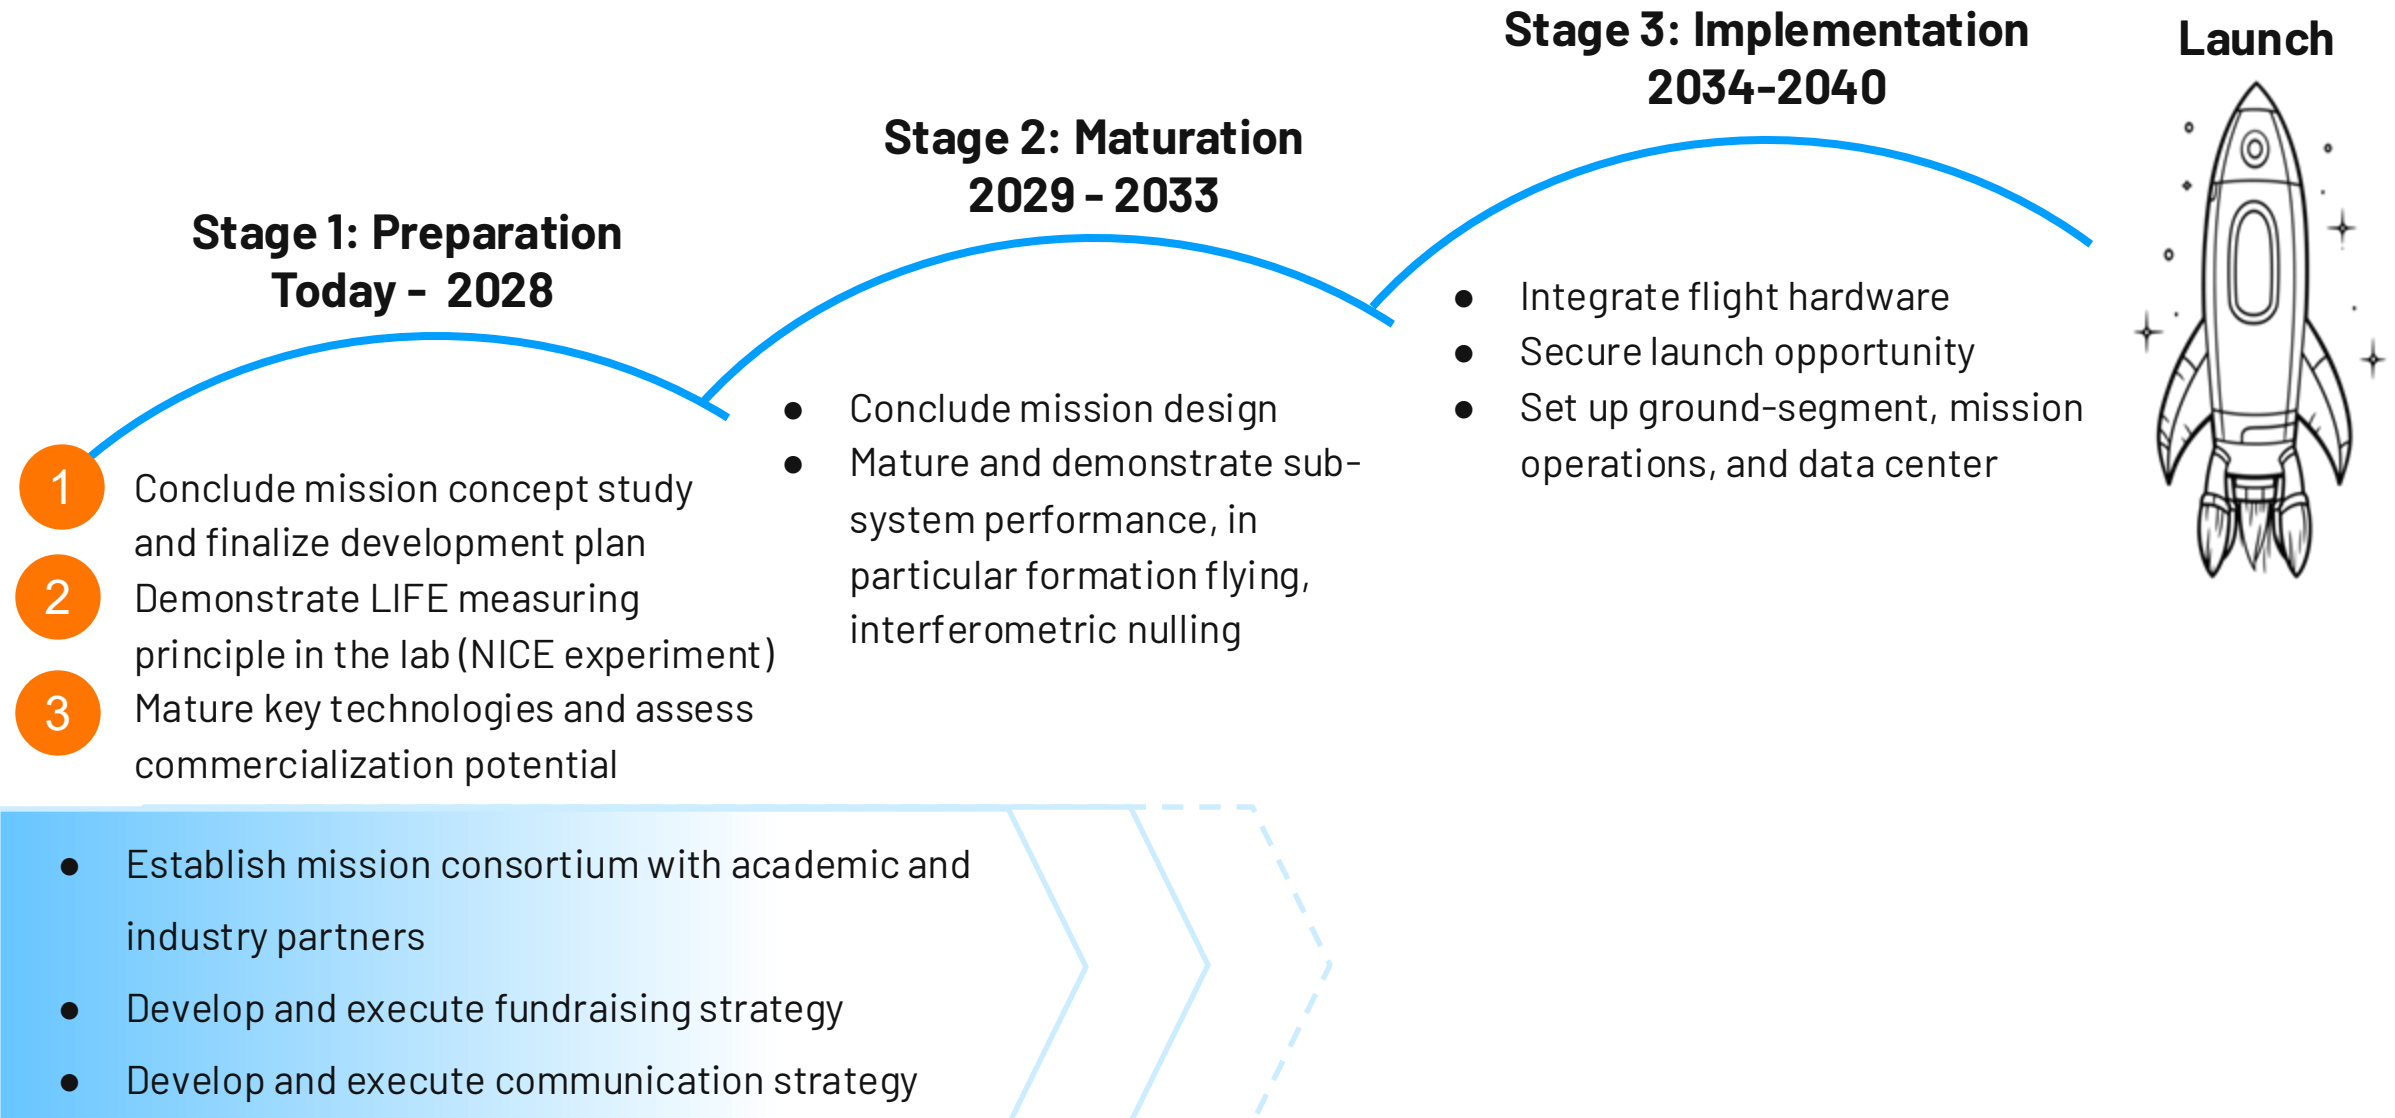 Stage 1: Preparation
Today - 2028
1
Conclude mission concept study
and finalize development plan
2
Demonstrate LIFE measuring
principle in the lab (NICE experiment)
3
Mature key technologies and assess
commercialization potential
Stage 2: Maturation
2029 - 2033
● Conclude mission design
● Mature and demonstrate sub-
system performance, in
particular formation flying,
interferometric nulling
Stage 3: Implementation
2034-2040
● Integrate flight hardware
● Secure launch opportunity
● Set up ground-segment, mission
operations, and data center
Launch
● Establish mission consortium with academic and
industry partners
● Develop and execute fundraising strategy
● Develop and execute communication strategy